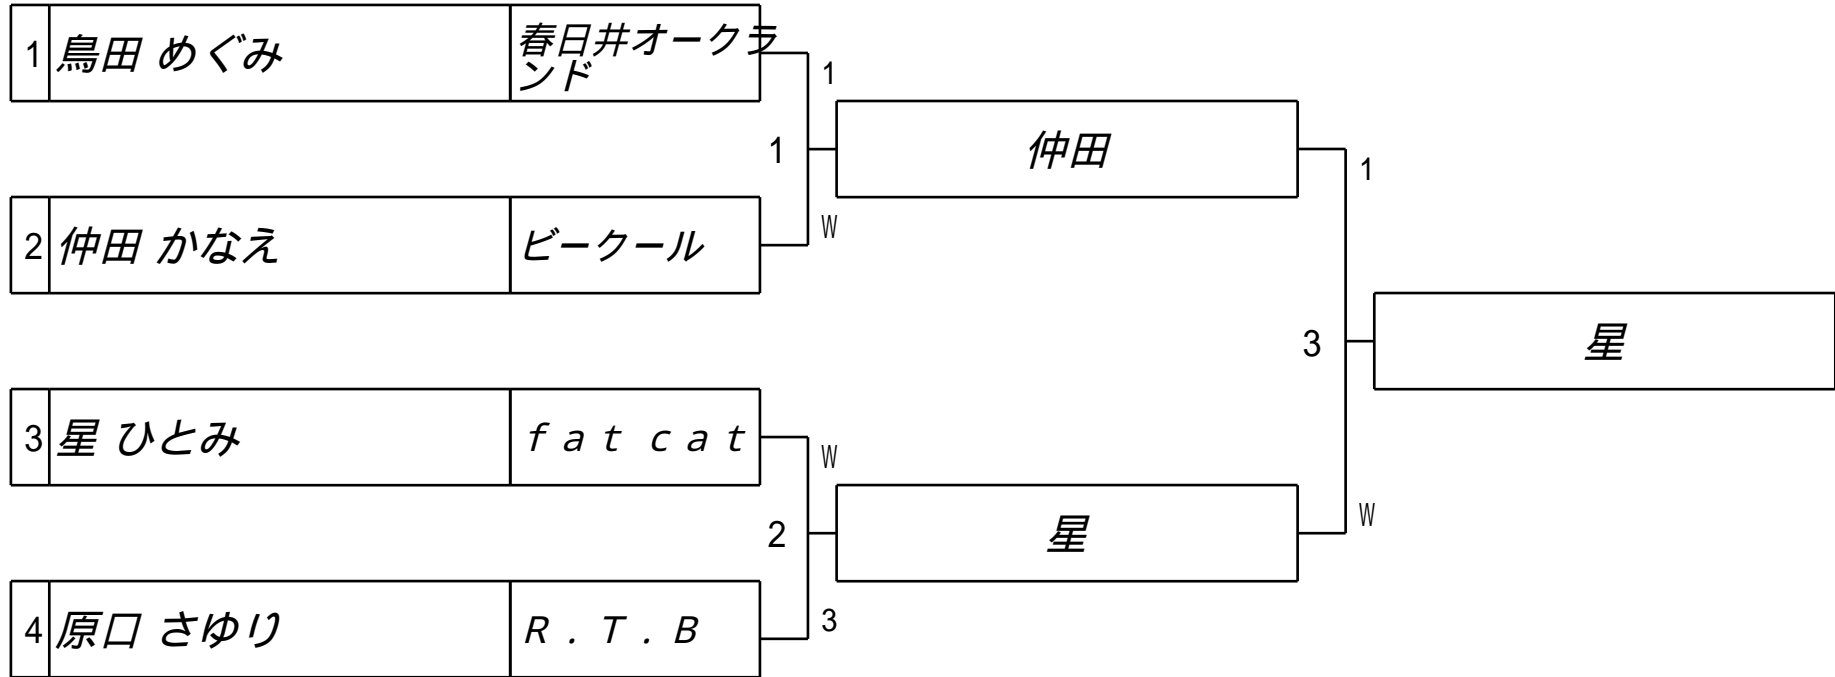 1 鳥田 めぐみ 春日井オークラ
ンド
1
1
仲田
1
2 仲田 かなえ ビークール
W
3
星
3 星 ひとみ fat cat
W
2
星
W
4 原口 さゆり R.T.B
3